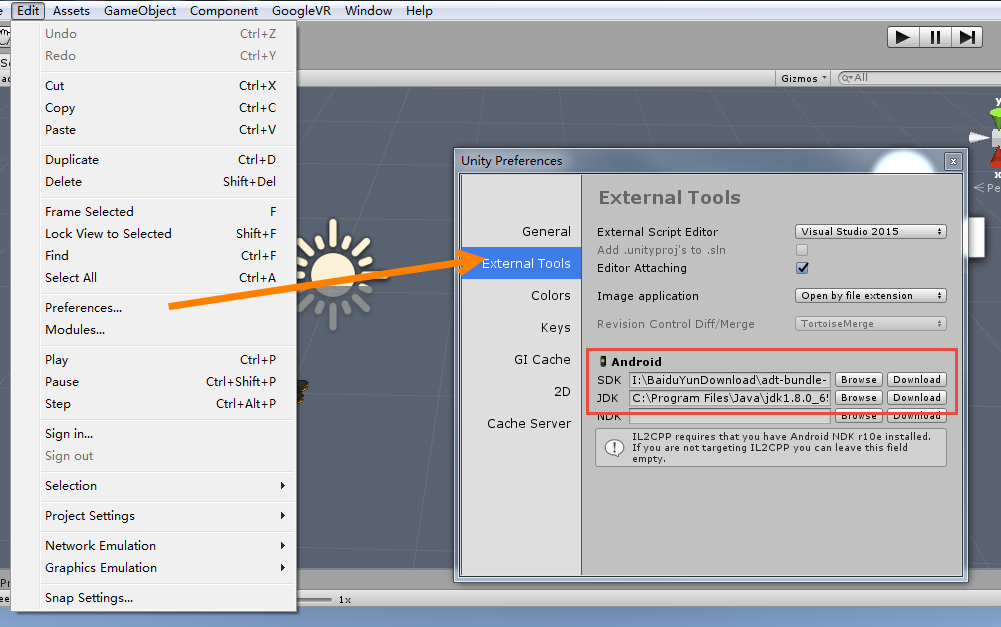 Edit Assets GameObject Component GoogleVR Window Help
Undo Ctrl+Z
Redo Ctrl+Y
Cut Ctrl+X
Copy Ctrl+C
Paste Ctrl+V
Duplicate Ctrl+D
Delete Shift+Del
Frame Selected F
Lock View to Selected Shift+F
Find Ctrl+F
Select All Ctrl+A
Preferences...
Modules...
Play Ctrl+P
Pause Ctrl+Shift+P
Step Ctrl+Alt+P
Sign in...
Sign out
Selection
Project Settings
Network Emulation
Graphics Emulation
Snap Settings...
Gizmos All
y
x
Pe
1x
Unity Preferences
General
External Tools
Colors
Keys
GI Cache
2D
Cache Server
External Tools
External Script Editor Visual Studio 2015
Add .unityproj's to .sln
Editor Attaching
Image application Open by file extension
Revision Control Diff/Merge TortoiseMerge
Android
SDK I:\BaiduYunDownload\adt-bundle- Browse Download
JDK C:\Program Files\Java\jdk1.8.0_6 Browse Download
NDK Browse Download
IL2CPP requires that you have Android NDK r10e installed.
If you are not targeting IL2CPP you can leave this field
empty.